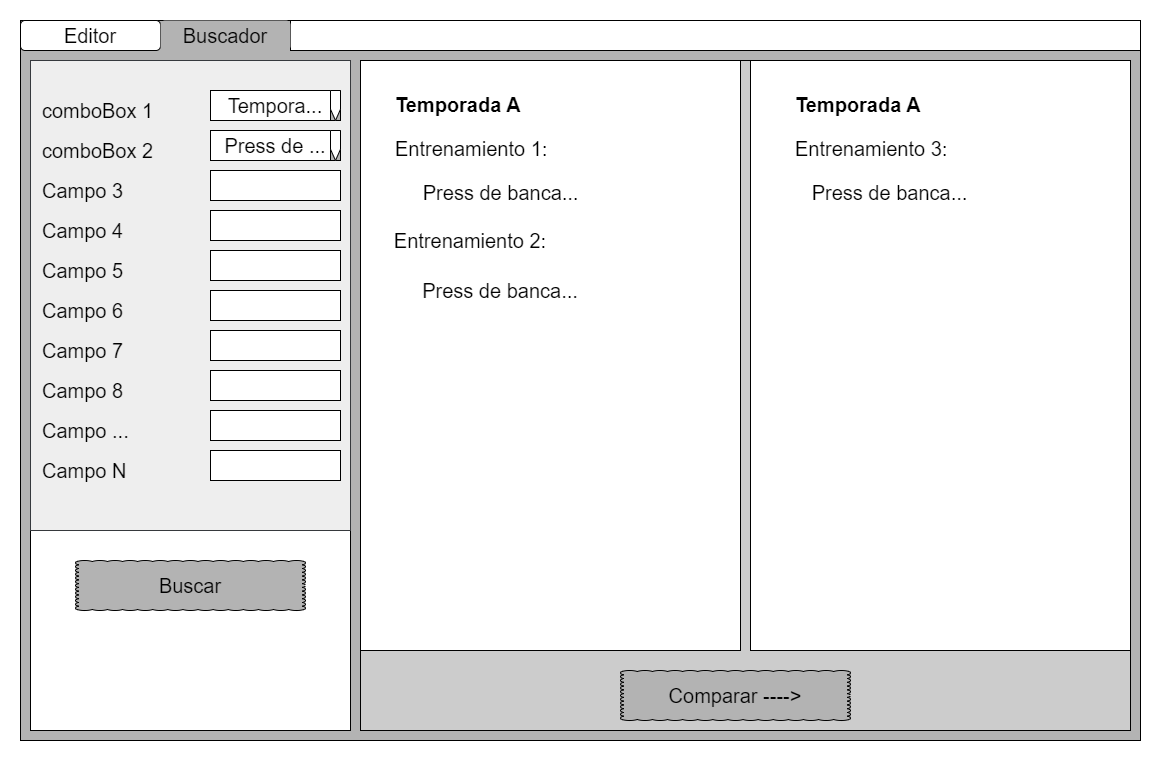 Editor
Buscador
comboBox 1
Tempora...
comboBox 2
Press de ...
Campo 3
Campo 4
Campo 5
Campo 6
Campo 7
Campo 8
Campo ...
Campo N
Buscar
Temporada A
Entrenamiento 1:
Press de banca...
Entrenamiento 2:
Press de banca...
Temporada A
Entrenamiento 3:
Press de banca...
Comparar ---->